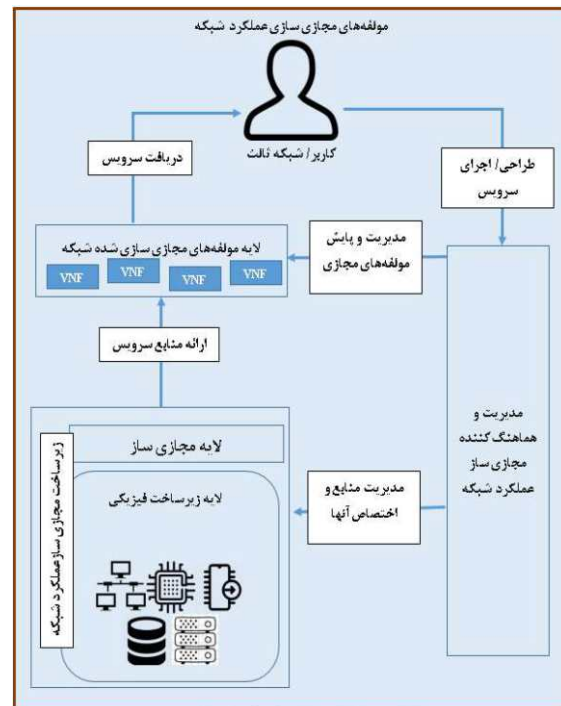 مولفه‌های مجازی سازی عملکرد شبکه
کاربر/ شبکه ثالث
دریافت سرویس
طراحی/ اجرای
سرویس
لایه مولفه‌های مجازی سازی شده شبکه
VNF
VNF
VNF
VNF
مدیریت و پایش
مولفه‌های مجازی
ارائه منابع سرویس
مدیریت و
هماهنگ کننده
مجازی ساز
عملکرد شبکه
لایه مجازی ساز
لایه زیرساخت فیزیکی
زیرساخت مجازی ساز عملکرد شبکه
مدیریت منابع و
اختصاص آنها